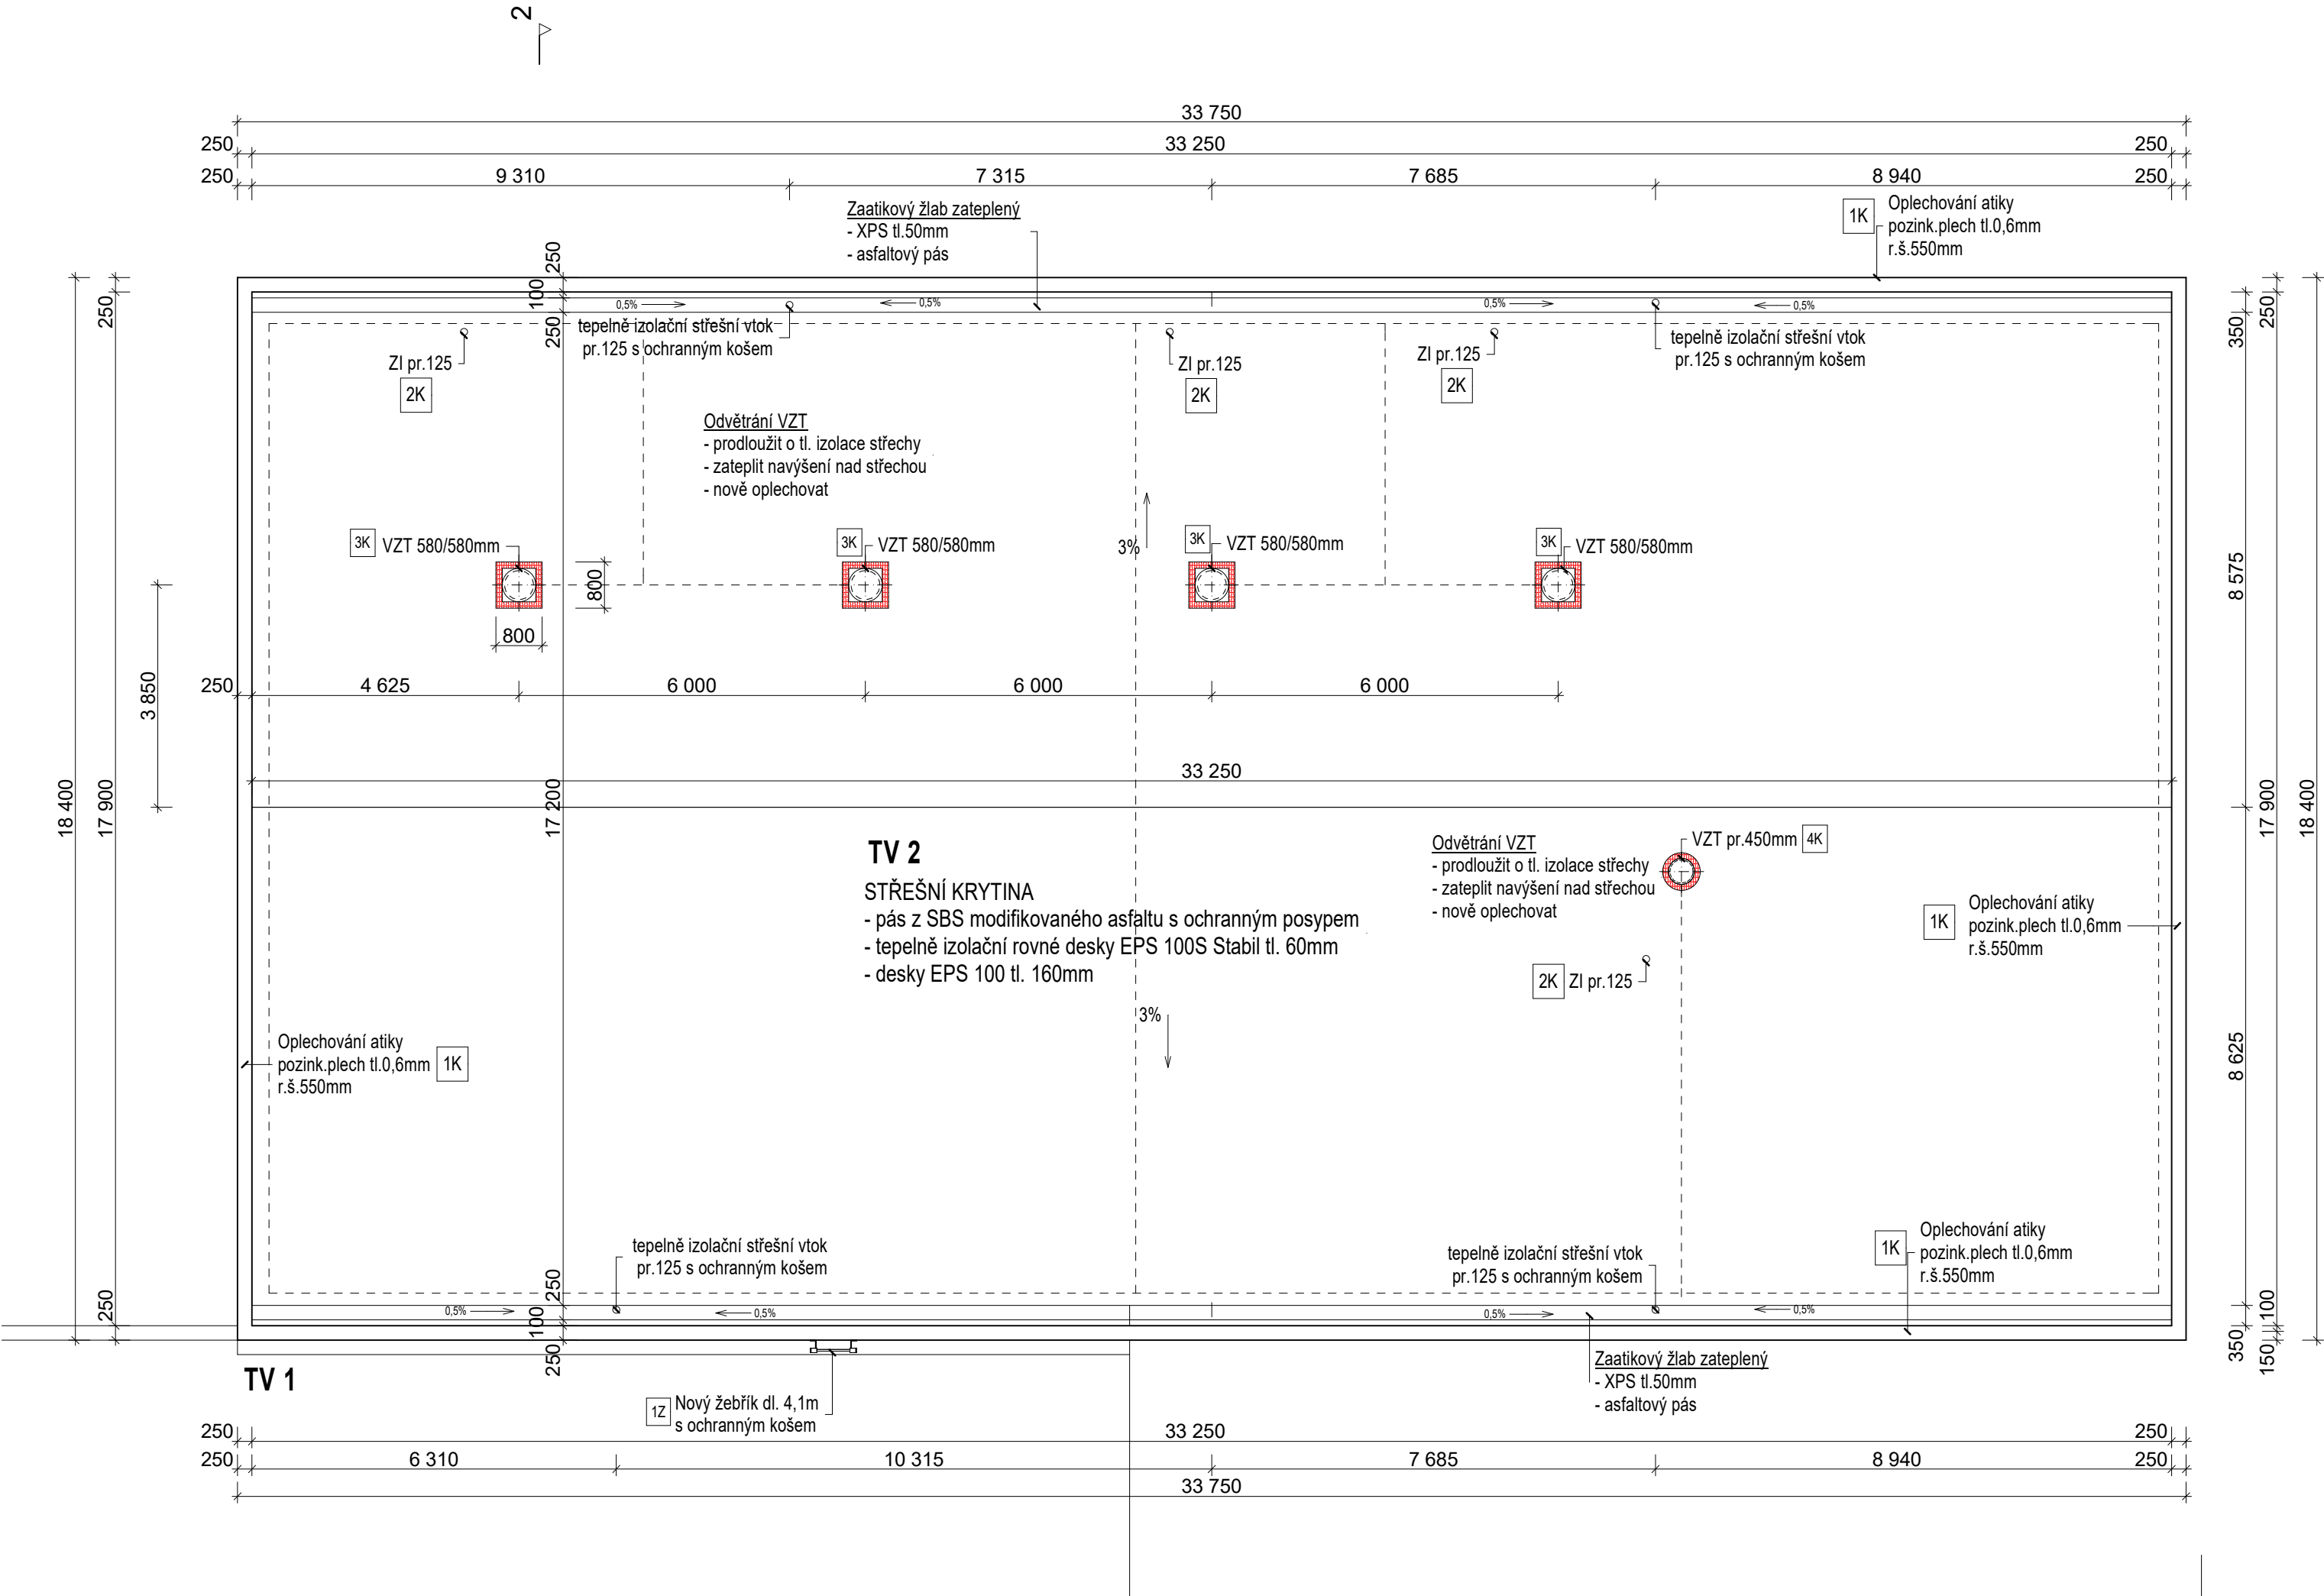 2
33 750
250
33 250
250
250
9 310
7 315
7 685
8 940
250
Zaatikový žlab zateplený
- XPS tl.50mm
- asfaltový pás
1K
Oplechování atiky
pozink.plech tl.0,6mm
r.š.550mm
250
100
250
250
350
250
0,5%
0,5%
0,5%
0,5%
tepelně izolační střešní vtok
pr.125 s ochranným košem
tepelně izolační střešní vtok
pr.125 s ochranným košem
ZI pr.125
2K
ZI pr.125
2K
ZI pr.125
2K
Odvětrání VZT
- prodloužit o tl. izolace střechy
- zateplit navýšení nad střechou
- nově oplechovat
3K
VZT 580/580mm
3K
VZT 580/580mm
3%
3K
VZT 580/580mm
3K
VZT 580/580mm
800
800
8 575
3 850
250
4 625
6 000
6 000
6 000
33 250
18 400
17 900
17 200
17 900
18 400
TV 2
STŘEŠNÍ KRYTINA
- pás z SBS modifikovaného asfaltu s ochranným posypem
- tepelně izolační rovné desky EPS 100S Stabil tl. 60mm
- desky EPS 100 tl. 160mm
Odvětrání VZT
- prodloužit o tl. izolace střechy
- zateplit navýšení nad střechou
- nově oplechovat
VZT pr.450mm
4K
1K
Oplechování atiky
pozink.plech tl.0,6mm
r.š.550mm
2K
ZI pr.125
3%
8 625
Oplechování atiky
pozink.plech tl.0,6mm
r.š.550mm
1K
tepelně izolační střešní vtok
pr.125 s ochranným košem
tepelně izolační střešní vtok
pr.125 s ochranným košem
1K
Oplechování atiky
pozink.plech tl.0,6mm
r.š.550mm
250
250
100
250
0,5%
0,5%
0,5%
0,5%
100
350
150
TV 1
1Z
Nový žebřík dl. 4,1m
s ochranným košem
Zaatikový žlab zateplený
- XPS tl.50mm
- asfaltový pás
250
33 250
250
250
6 310
10 315
7 685
8 940
250
33 750